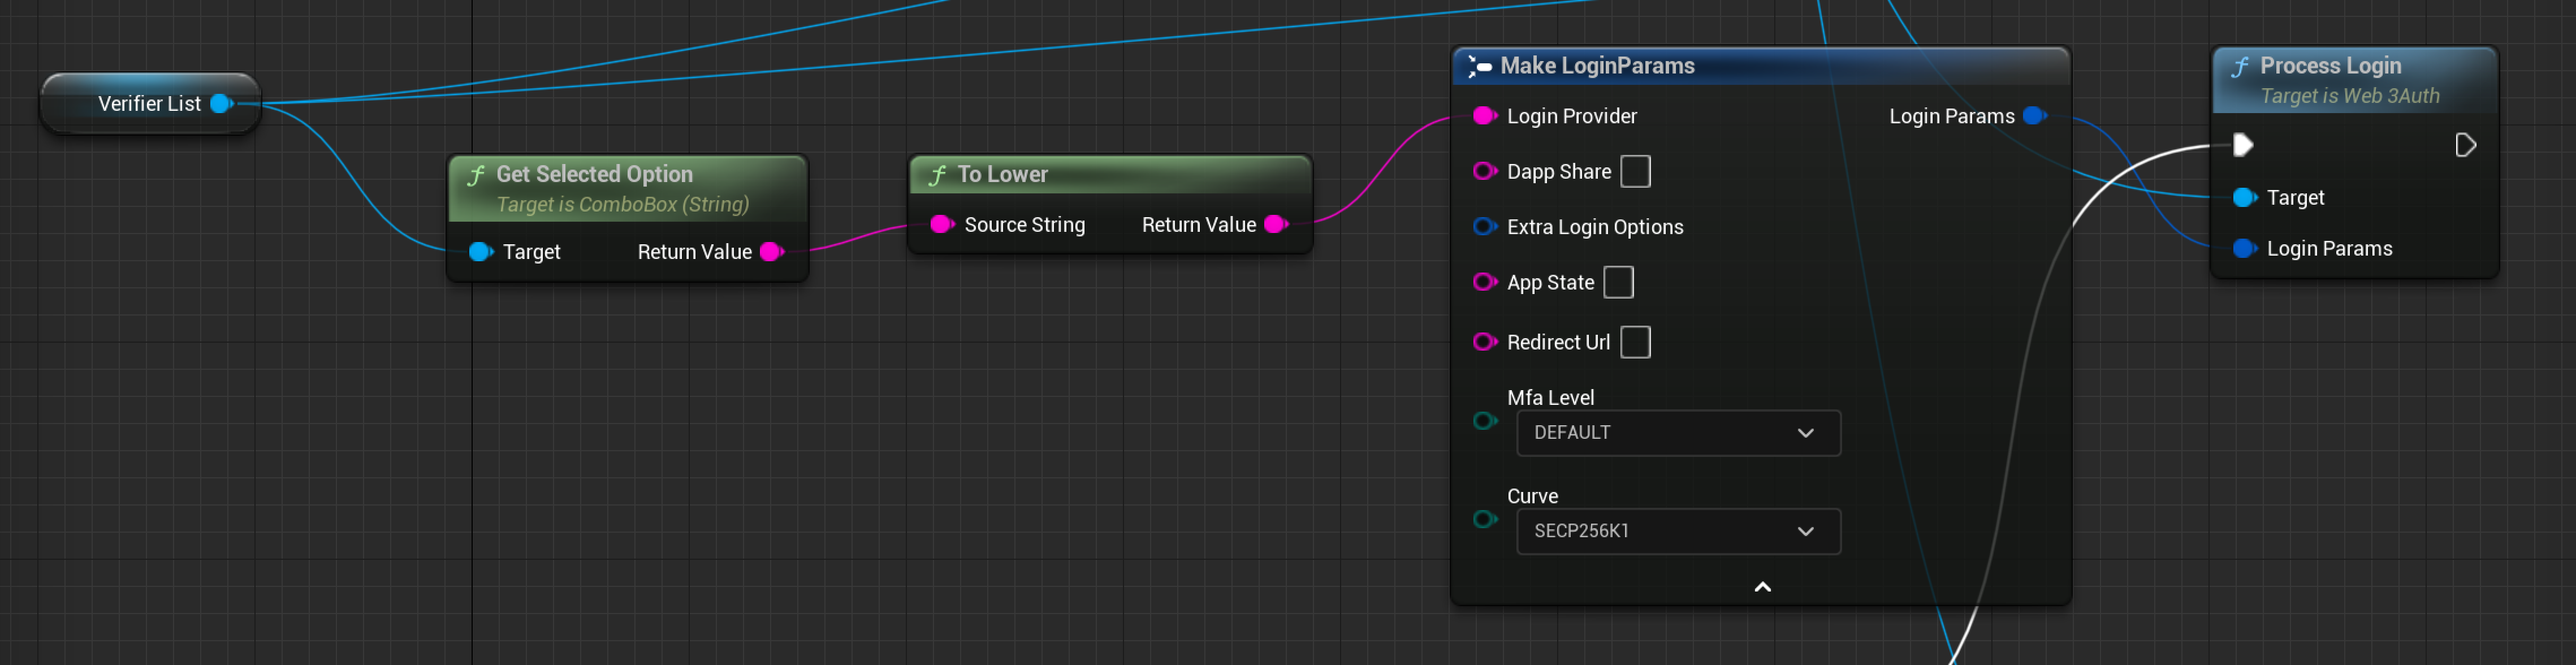 Verifier List
Get Selected Option
Target is ComboBox (String)
Target
Return Value
To Lower
Source String
Return Value
Make LoginParams
Login Provider
Login Params
Dapp Share
Extra Login Options
App State
Redirect Url
Mfa Level
DEFAULT
Curve
SECP256K1
Process Login
Target is Web 3Auth
Target
Login Params